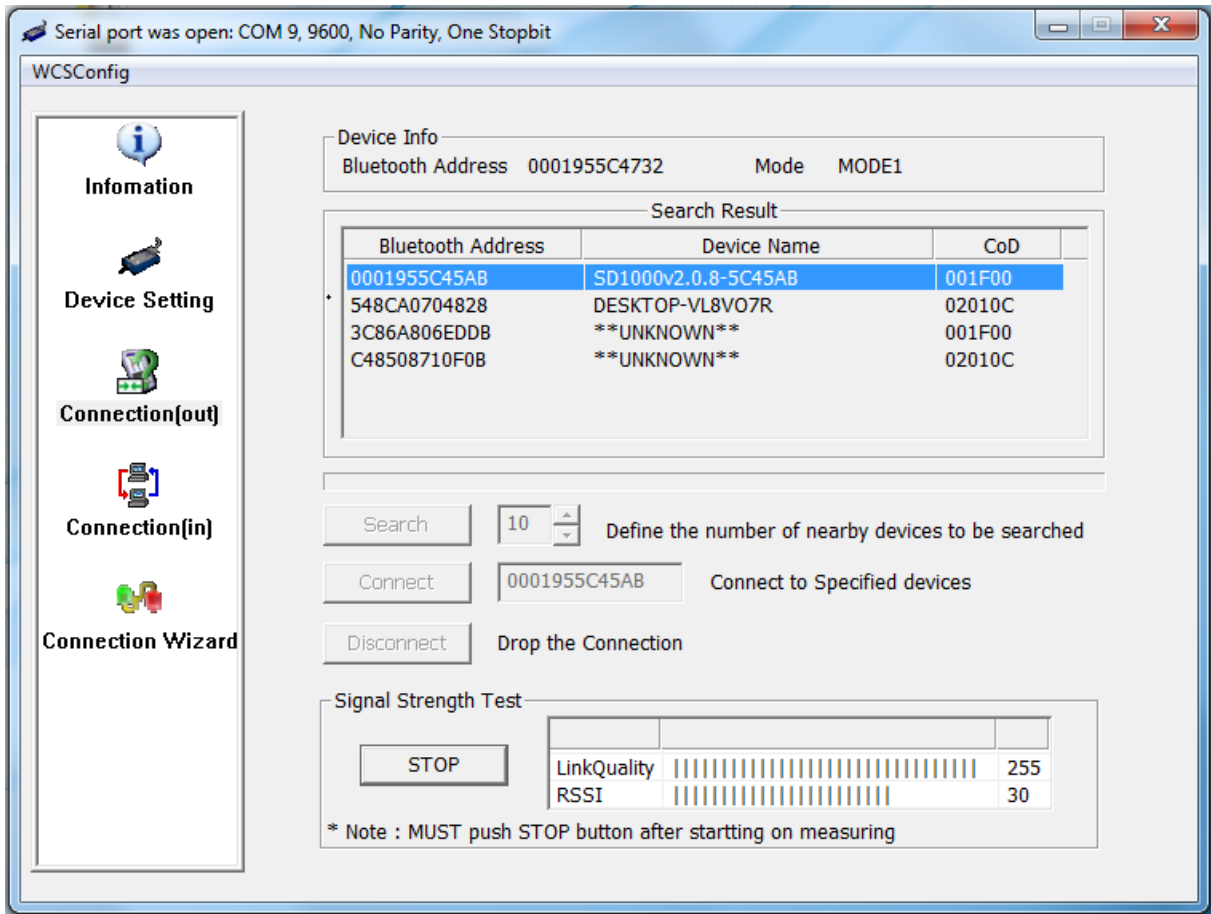 Serial port was open: COM 9, 9600, No Parity, One Stopbit
WCSConfig
Infomation
Device Setting
Connection(out)
Connection(in)
Connection Wizard
Device Info
Bluetooth Address 0001955C4732 Mode MODE1
Search Result
Bluetooth Address Device Name CoD
0001955C45AB SD1000v2.0.8-5C45AB 001F00
548CA0704828 DESKTOP-VL8VO7R 02010C
3C86A806EDDB **UNKNOWN** 001F00
C48508710F0B **UNKNOWN** 02010C
Search 10 Define the number of nearby devices to be searched
Connect 0001955C45AB Connect to Specified devices
Disconnect Drop the Connection
Signal Strength Test
STOP
LinkQuality |||||||||||||||||||||||||||||||| 255
RSSI ||||||||||||||||||||||| 30
* Note : MUST push STOP button after startting on measuring